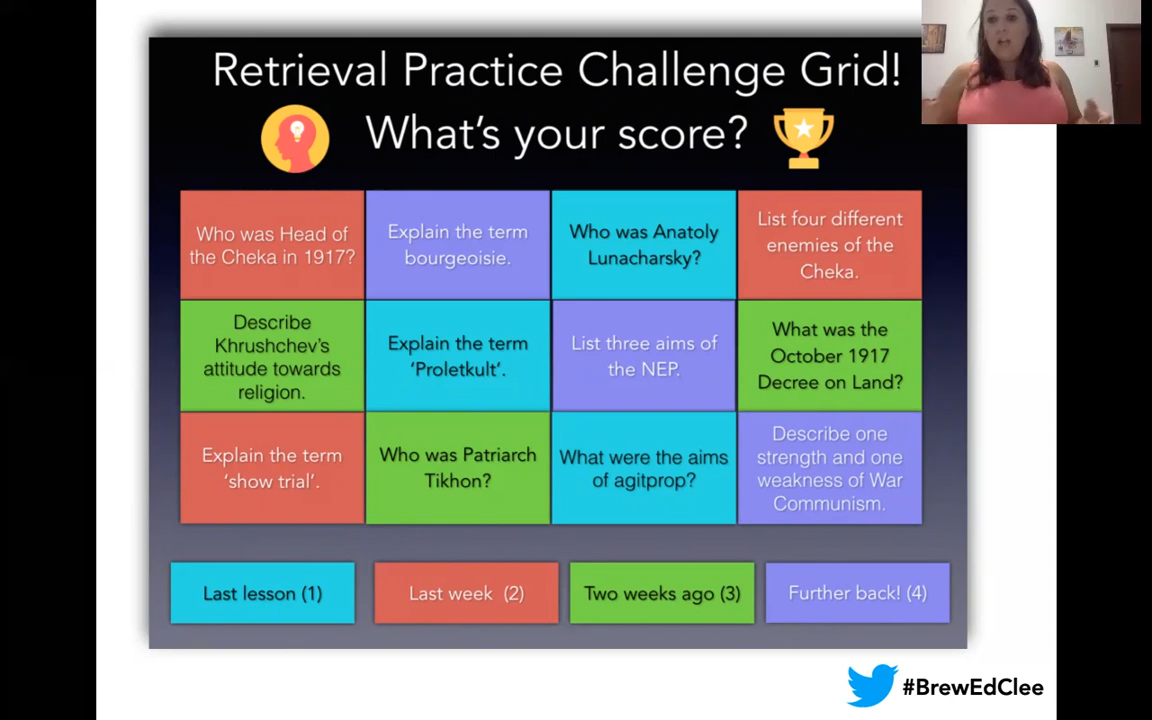 Retrieval Practice Challenge Grid!
What's your score?
Who was Head of
the Cheka in 1917?
Explain the term
bourgeoisie.
Who was Anatoly
Lunacharsky?
List four different
enemies of the
Cheka.
Describe
Khrushchev's
attitude towards
religion.
Explain the term
'Proletkult'.
List three aims of
the NEP.
What was the
October 1917
Decree on Land?
Explain the term
'show trial'.
Who was Patriarch
Tikhon?
What were the aims
of agitprop?
Describe one
strength and one
weakness of War
Communism.
Last lesson (1)
Last week (2)
Two weeks ago (3)
Further back! (4)
#BrewEdClee